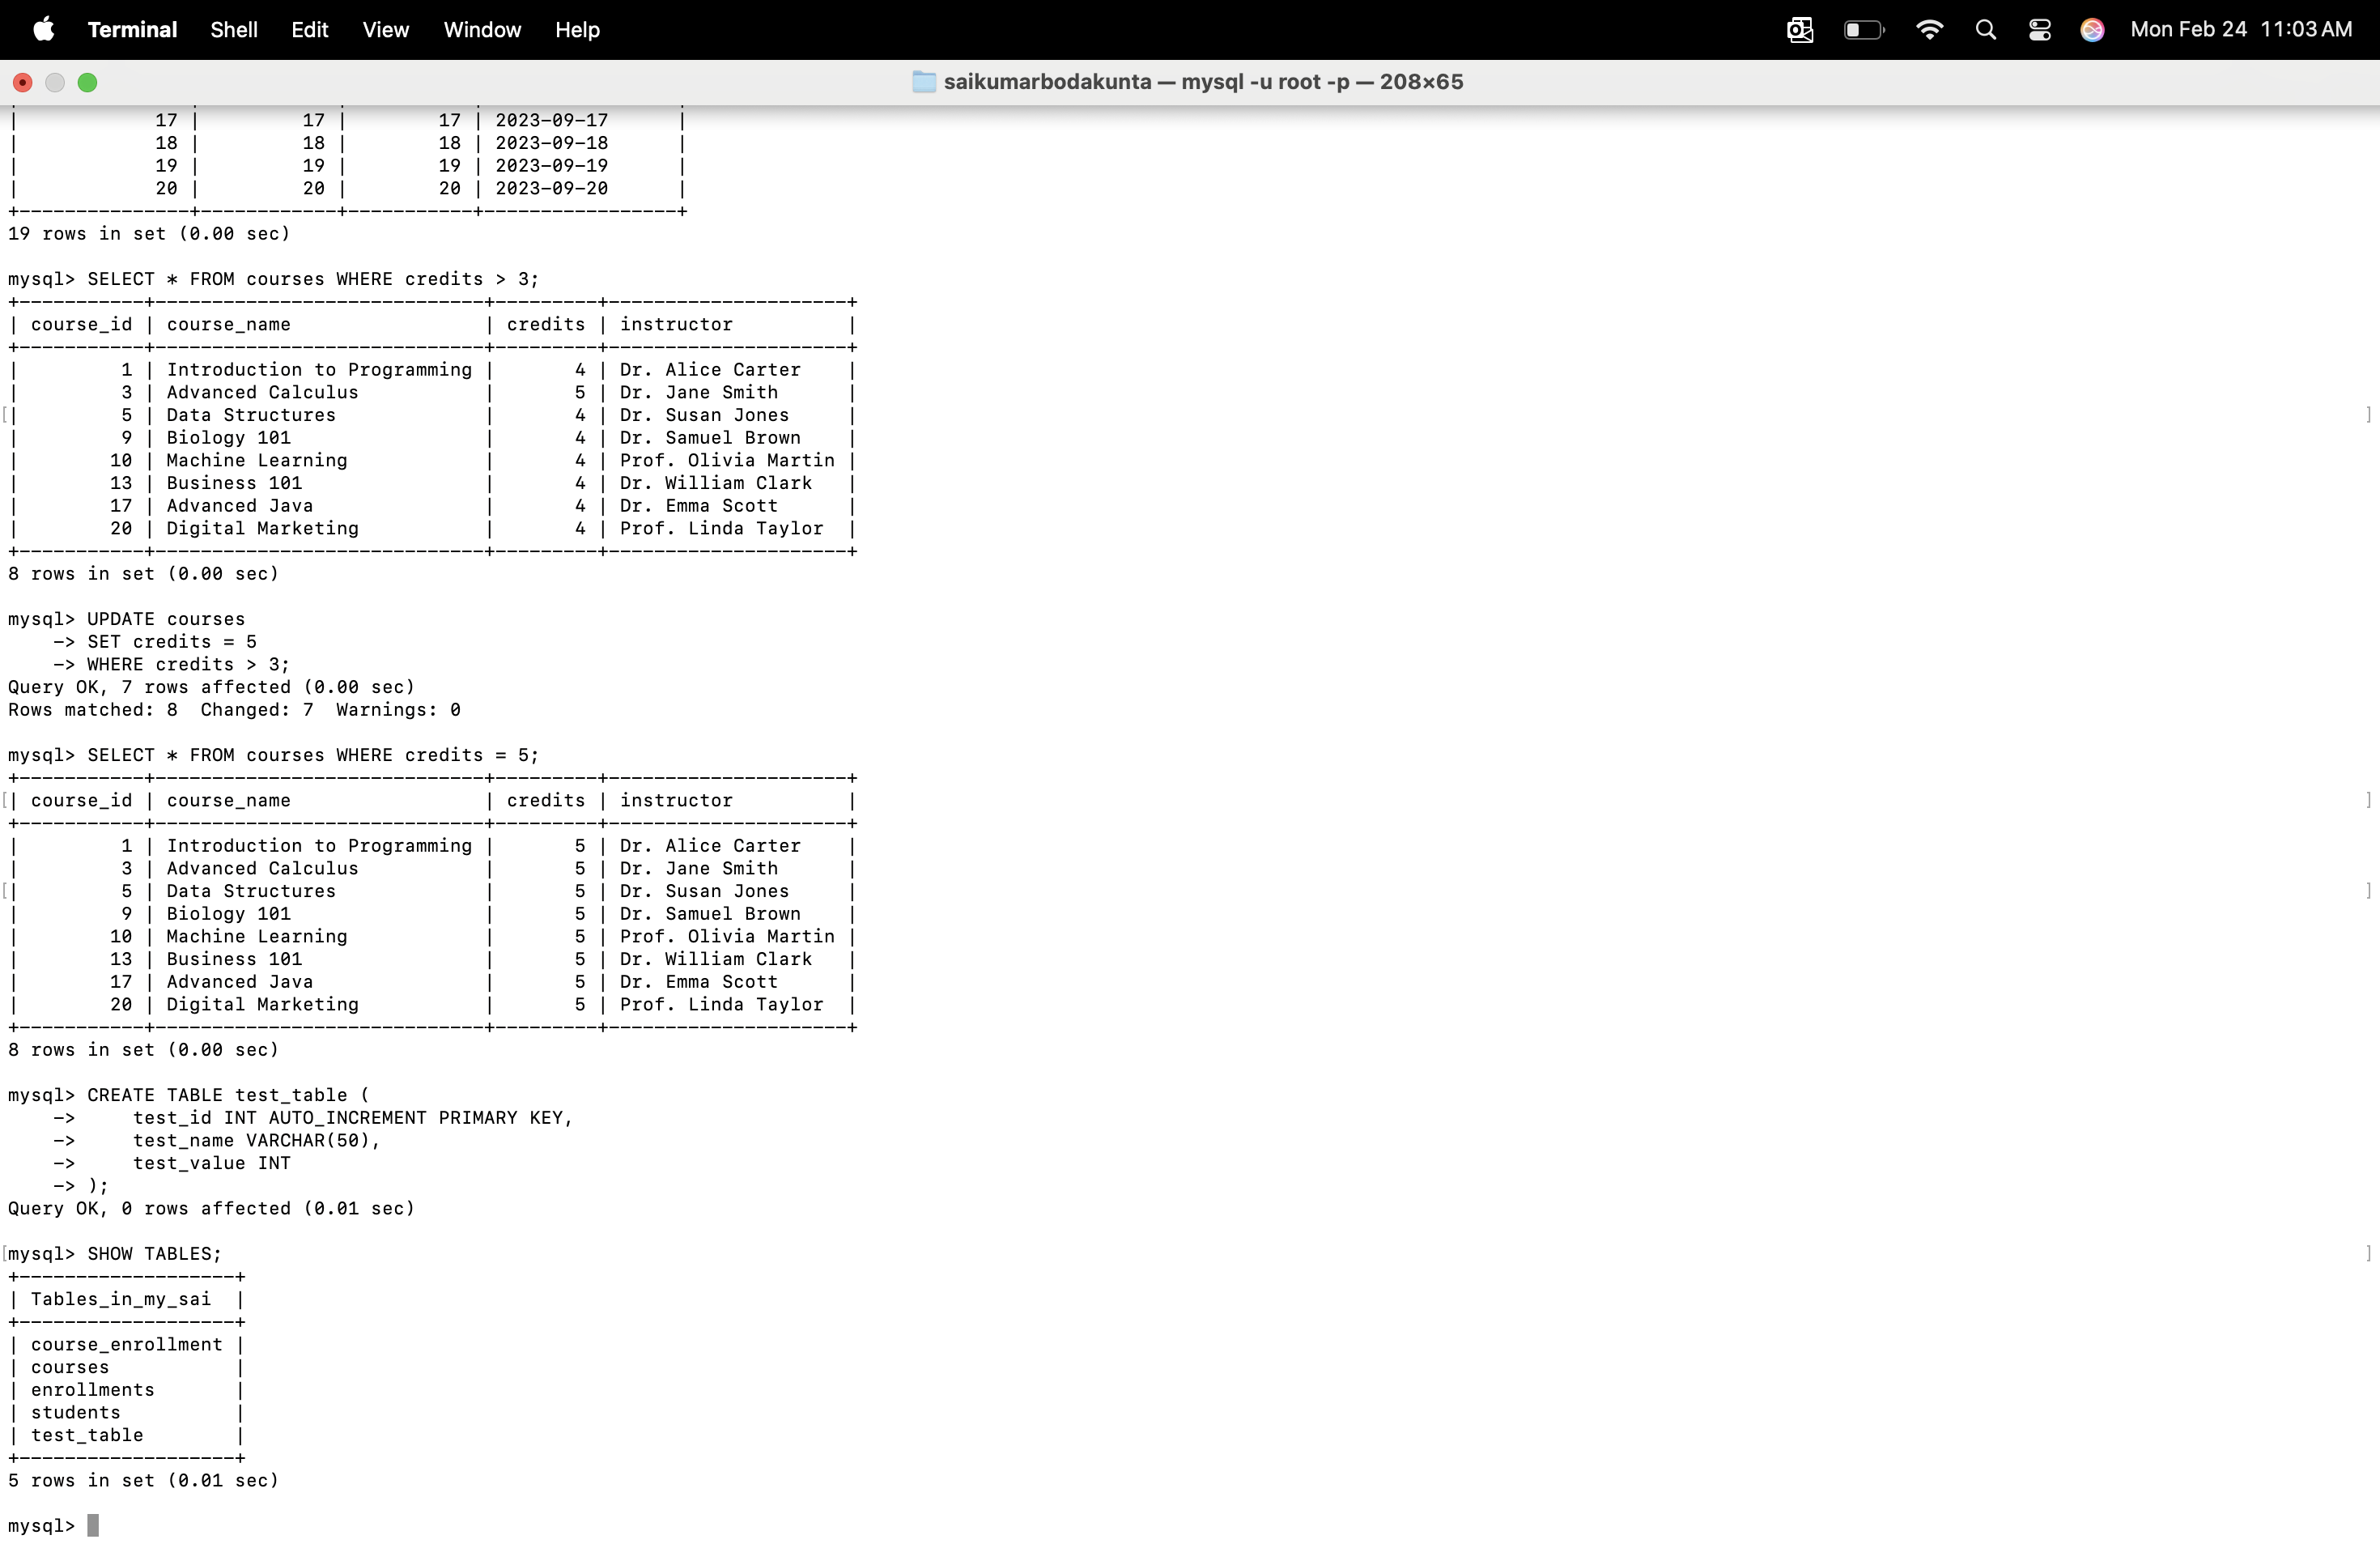 Terminal Shell Edit View Window Help Mon Feb 24 11:03 AM
saikumarbodakunta — mysql -u root -p — 208×65
|            17 |         17 |        17 | 2023-09-17      |
|            18 |         18 |        18 | 2023-09-18      |
|            19 |         19 |        19 | 2023-09-19      |
|            20 |         20 |        20 | 2023-09-20      |
+---------------+------------+-----------+-----------------+
19 rows in set (0.00 sec)
mysql> SELECT * FROM courses WHERE credits > 3;
+-----------+-----------------------------+---------+---------------------+
| course_id | course_name                 | credits | instructor          |
+-----------+-----------------------------+---------+---------------------+
|         1 | Introduction to Programming |       4 | Dr. Alice Carter    |
|         3 | Advanced Calculus           |       5 | Dr. Jane Smith      |
|         5 | Data Structures             |       4 | Dr. Susan Jones     |
|         9 | Biology 101                 |       4 | Dr. Samuel Brown    |
|        10 | Machine Learning            |       4 | Prof. Olivia Martin |
|        13 | Business 101                |       4 | Dr. William Clark   |
|        17 | Advanced Java               |       4 | Dr. Emma Scott      |
|        20 | Digital Marketing           |       4 | Prof. Linda Taylor  |
+-----------+-----------------------------+---------+---------------------+
8 rows in set (0.00 sec)
mysql> UPDATE courses
    -> SET credits = 5
    -> WHERE credits > 3;
Query OK, 7 rows affected (0.00 sec)
Rows matched: 8  Changed: 7  Warnings: 0
mysql> SELECT * FROM courses WHERE credits = 5;
+-----------+-----------------------------+---------+---------------------+
| course_id | course_name                 | credits | instructor          |
+-----------+-----------------------------+---------+---------------------+
|         1 | Introduction to Programming |       5 | Dr. Alice Carter    |
|         3 | Advanced Calculus           |       5 | Dr. Jane Smith      |
|         5 | Data Structures             |       5 | Dr. Susan Jones     |
|         9 | Biology 101                 |       5 | Dr. Samuel Brown    |
|        10 | Machine Learning            |       5 | Prof. Olivia Martin |
|        13 | Business 101                |       5 | Dr. William Clark   |
|        17 | Advanced Java               |       5 | Dr. Emma Scott      |
|        20 | Digital Marketing           |       5 | Prof. Linda Taylor  |
+-----------+-----------------------------+---------+---------------------+
8 rows in set (0.00 sec)
mysql> CREATE TABLE test_table (
    ->     test_id INT AUTO_INCREMENT PRIMARY KEY,
    ->     test_name VARCHAR(50),
    ->     test_value INT
    -> );
Query OK, 0 rows affected (0.01 sec)
mysql> SHOW TABLES;
+-------------------+
| Tables_in_my_sai  |
+-------------------+
| course_enrollment |
| courses           |
| enrollments       |
| students          |
| test_table        |
+-------------------+
5 rows in set (0.01 sec)
mysql>